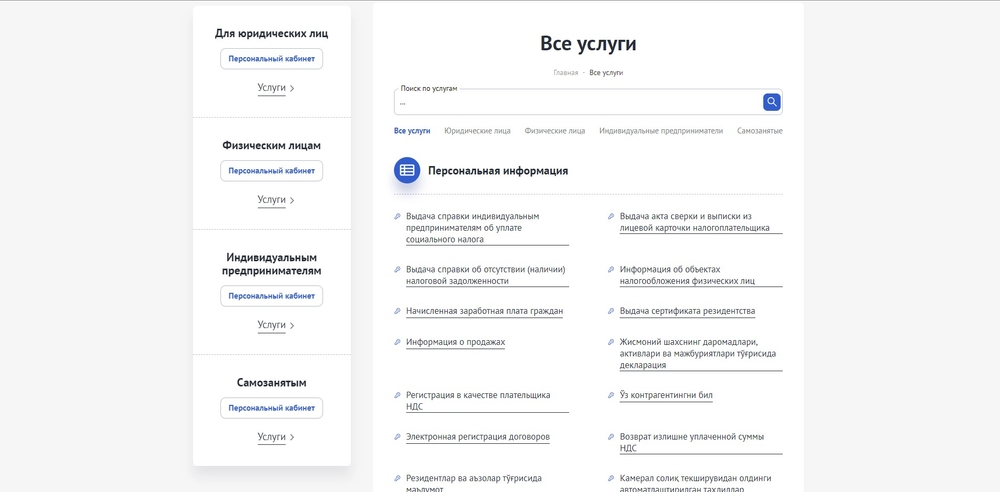 Для юридических лиц
Персональный кабинет
Услуги
Физическим лицам
Персональный кабинет
Услуги
Индивидуальным
предпринимателям
Персональный кабинет
Услуги
Самозанятым
Персональный кабинет
Услуги
Все услуги
Главная - Все услуги
Поиск по услугам
...
Все услуги Юридические лица Физические лица Индивидуальные предприниматели Самозанятые
Персональная информация
Выдача справки индивидуальным
предпринимателям об уплате
социального налога
Выдача акта сверки и выписки из
лицевой карточки налогоплательщика
Выдача справки об отсутствии (наличии)
налоговой задолженности
Информация об объектах
налогообложения физических лиц
Начисленная заработная плата граждан
Выдача сертификата резидентства
Информация о продажах
Жисмоний шахснинг даромадлари,
активлари ва мажбуриятлари тўғрисида
декларация
Регистрация в качестве плательщика
НДС
Ўз контрагентингни бил
Электронная регистрация договоров
Возврат излишне уплаченной суммы
НДС
Резидентлар ва аъзолар тўғрисида
маълумот
Камерал солиқ текширувидан олдинги
автоматлаштирилган таҳлиллар